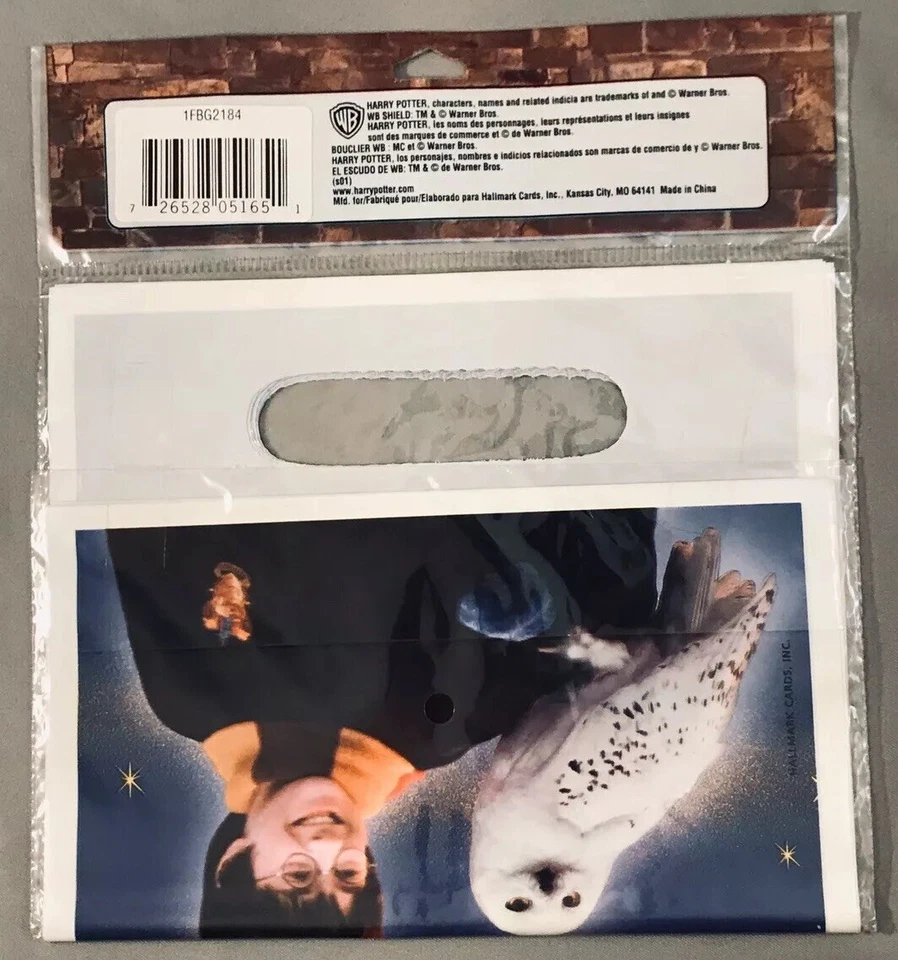 1FBG2184
7 26528 05165 1
WB
HARRY POTTER, characters, names and related indicia are trademarks of and © Warner Bros.
WB SHIELD: TM & © Warner Bros.
HARRY POTTER, les noms des personnages, leurs représentations et leurs insignes
sont des marques de commerce et © de Warner Bros.
BOUCLIER WB : MC et © Warner Bros.
HARRY POTTER, los personajes, nombres e indicios relacionados son marcas de comercio de y © Warner Bros.
EL ESCUDO DE WB: TM & © de Warner Bros.
(s01)
www.harrypotter.com
Mfd. for/Fabriqué pour/Elaborado para Hallmark Cards, Inc., Kansas City, MO 64141 Made in China
HALLMARK CARDS, INC.